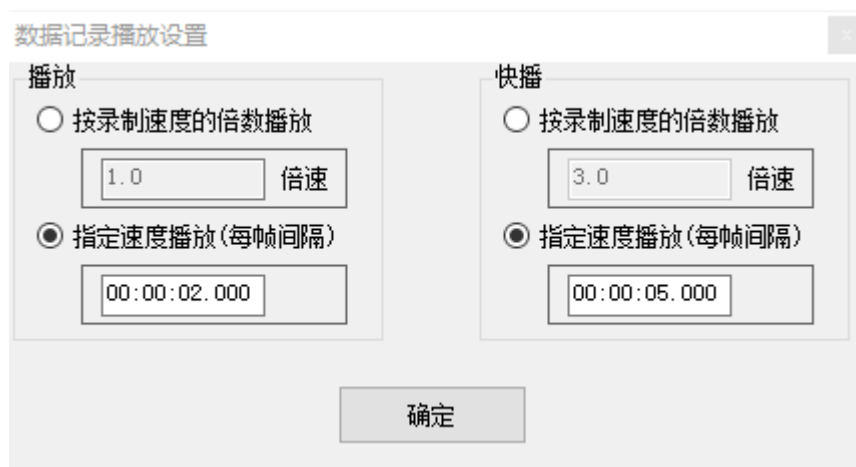 数据记录播放设置
x
播放
按录制速度的倍数播放
1.0 倍速
指定速度播放(每帧间隔)
00:00:02.000
快播
按录制速度的倍数播放
3.0 倍速
指定速度播放(每帧间隔)
00:00:05.000
确定